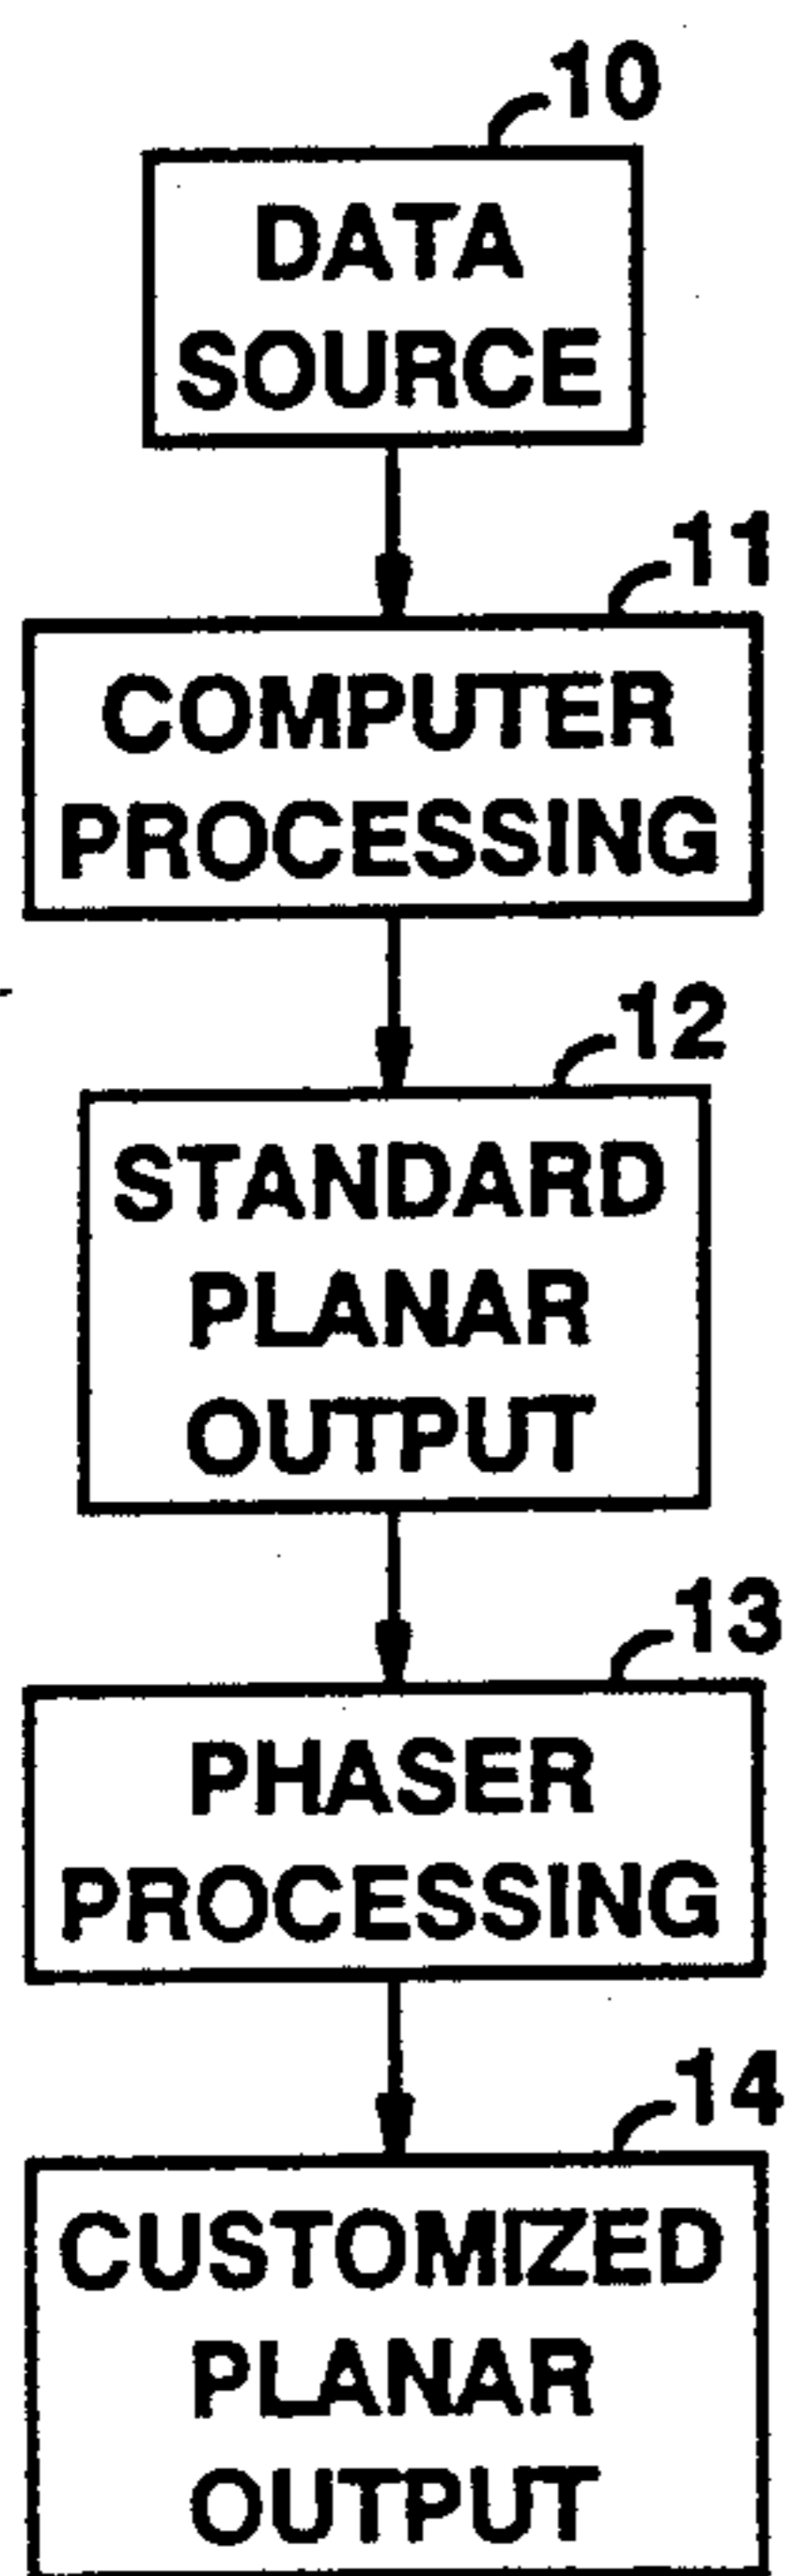 10
DATA
SOURCE
11
COMPUTER
PROCESSING
12
STANDARD
PLANAR
OUTPUT
13
PHASER
PROCESSING
14
CUSTOMIZED
PLANAR
OUTPUT